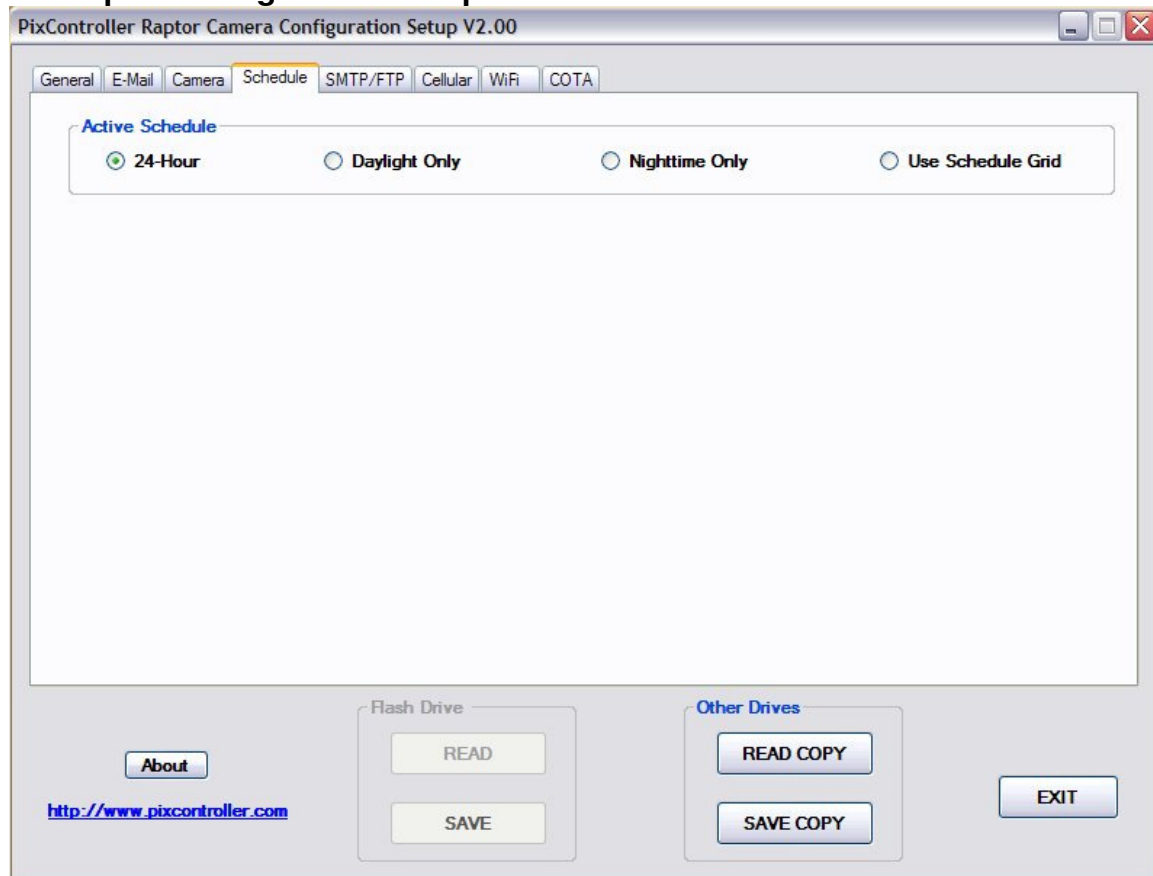 PixController Raptor Camera Configuration Setup V2.00
General E-Mail Camera Schedule SMTP/FTP Cellular WiFi COTA
Active Schedule
24-Hour Daylight Only Nighttime Only Use Schedule Grid
Flash Drive Other Drives
READ READ COPY
About
EXIT
http://www.pixcontroller.com
SAVE SAVE COPY